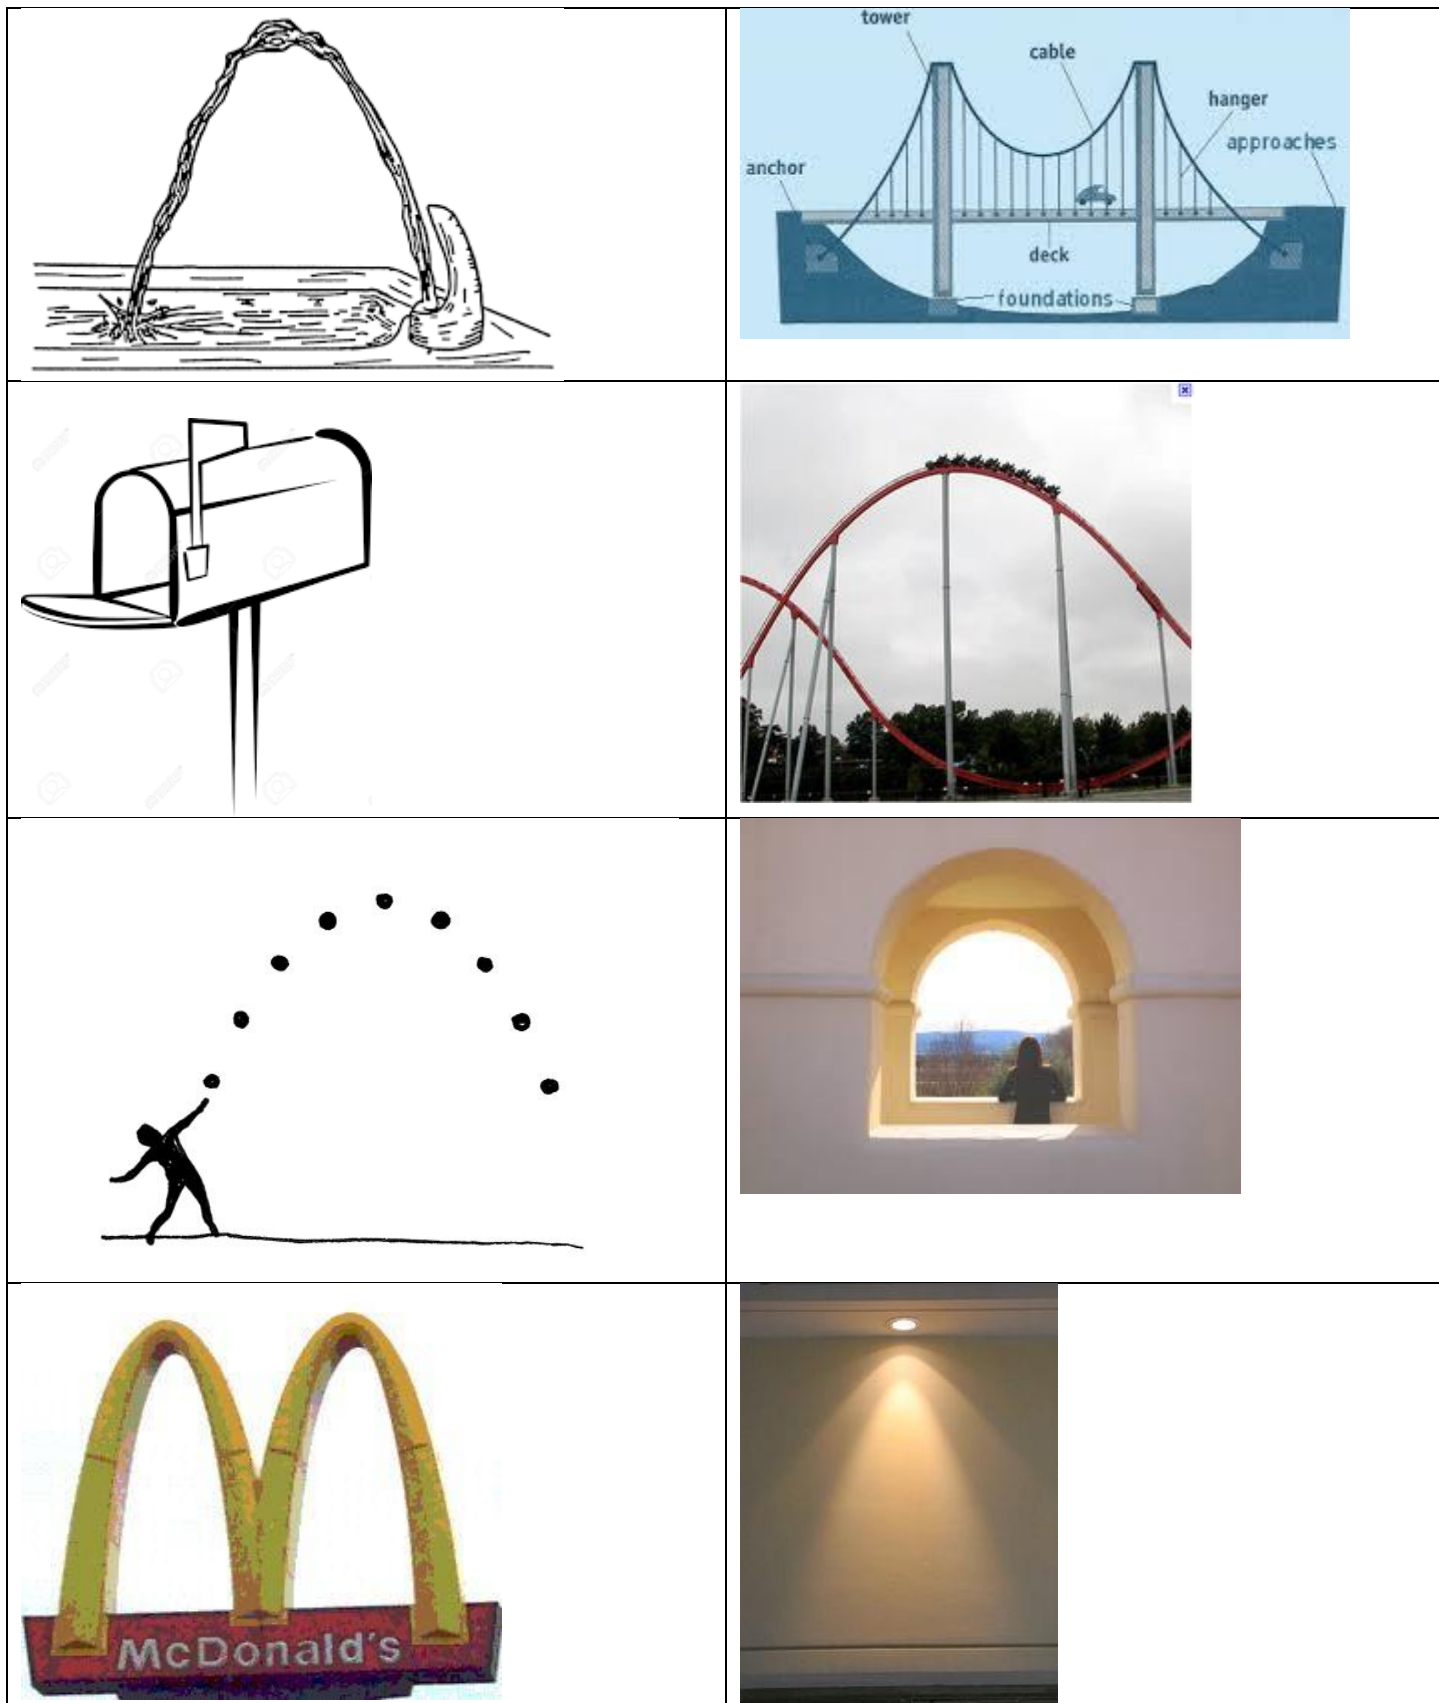 tower
cable
hanger
approaches
anchor
deck
foundations
McDonald's